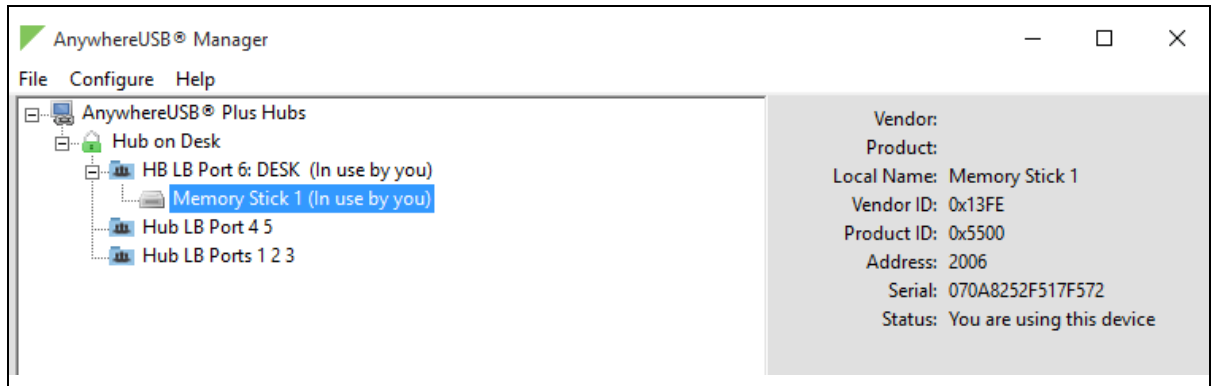 AnywhereUSB® Manager
File Configure Help
AnywhereUSB® Plus Hubs
Hub on Desk
HB LB Port 6: DESK (In use by you)
Memory Stick 1 (In use by you)
Hub LB Port 4 5
Hub LB Ports 1 2 3
Vendor:
Product:
Local Name: Memory Stick 1
Vendor ID: 0x13FE
Product ID: 0x5500
Address: 2006
Serial: 070A8252F517F572
Status: You are using this device